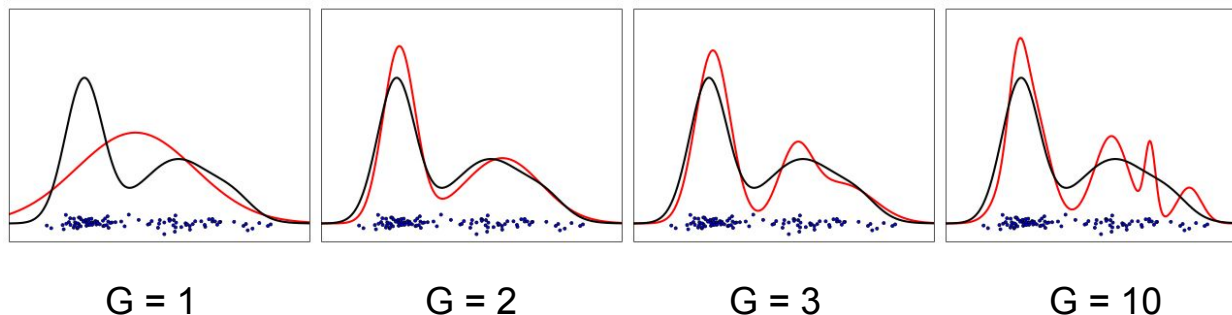 G = 1 G = 2 G = 3 G = 10